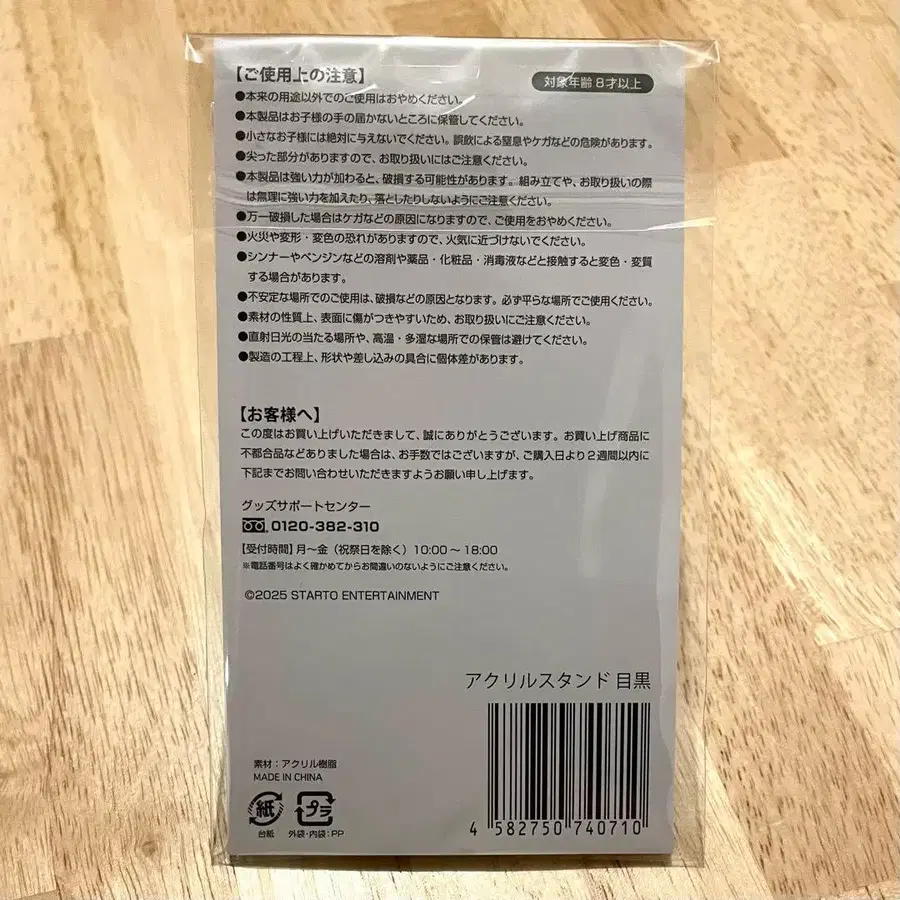 【ご使用上の注意】
対象年齢 8才以上
●本来の用途以外でのご使用はおやめください。
●本製品はお子様の手の届かないところに保管してください。
●小さなお子様には絶対に与えないでください。誤飲による窒息やケガなどの危険があります。
●尖った部分がありますので、お取り扱いにはご注意ください。
●本製品は強い力が加わると、破損する可能性があります。組み立てや、お取り扱いの際
は無理に強い力を加えたり、落としたりしないようにご注意ください。
●万一破損した場合はケガなどの原因になりますので、ご使用をおやめください。
●火災や変形・変色の恐れがありますので、火気に近づけないでください。
●シンナーやベンジンなどの溶剤や薬品・化粧品・消毒液などと接触すると変色・変質
する場合があります。
●不安定な場所でのご使用は、破損などの原因となります。必ず平らな場所でご使用ください。
●素材の性質上、表面に傷がつきやすいため、お取り扱いにご注意ください。
●直射日光の当たる場所や、高温・多湿な場所での保管は避けてください。
●製造の工程上、形状や差し込みの具合に個体差があります。
【お客様へ】
この度はお買い上げいただきまして、誠にありがとうございます。お買い上げ商品に
不都合品などありました場合は、お手数ではございますが、ご購入日より2週間以内に
下記までお問い合わせいただきますようお願い申し上げます。
グッズサポートセンター
0120-382-310
【受付時間】月～金（祝祭日を除く）10:00～18:00
※電話番号はよく確かめてからお間違いのないようにご注意ください。
©2025 STARTO ENTERTAINMENT
アクリルスタンド 目黒
素材：アクリル樹脂
MADE IN CHINA
紙
台紙
プラ
外袋・内袋：PP
4 582750 740710